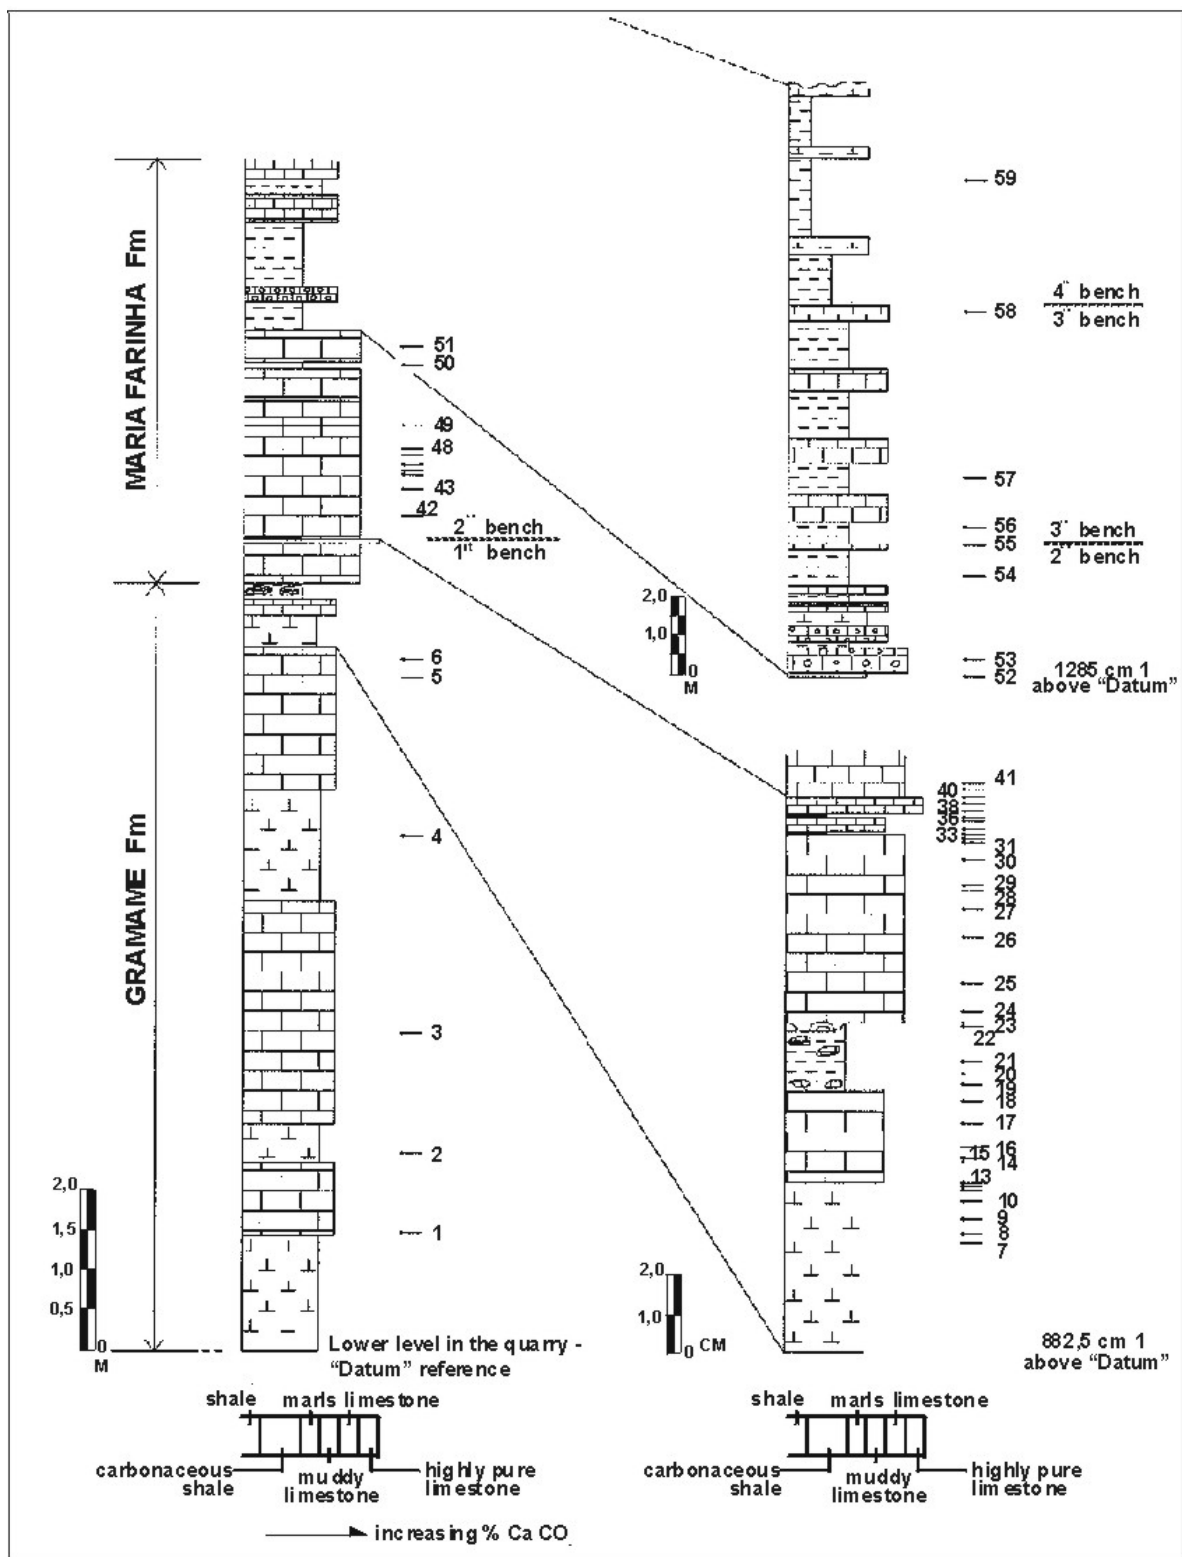 MARIA FARINHA Fm
GRAMAME Fm
51
50
49
48
43
42
2¨ bench
1ˢᵗ bench
6
5
4
3
2
1
2,0
1,5
1,0
0,5
0
M
Lower level in the quarry -
"Datum" reference
59
58
4¨ bench
3¨ bench
57
56
55
3¨ bench
2¨ bench
54
53
52
1285 cm 1
above "Datum"
2,0
1,0
0
M
41
40
38
36
33
31
30
29
28
27
26
25
24
23
22
21
20
19
18
17
16
15
14
13
10
9
8
7
2,0
1,0
0 CM
882,5 cm 1
above "Datum"
shale
marls limestone
carbonaceous
shale
muddy
limestone
highly pure
limestone
increasing % Ca CO
shale
marls limestone
carbonaceous
shale
muddy
limestone
highly pure
limestone